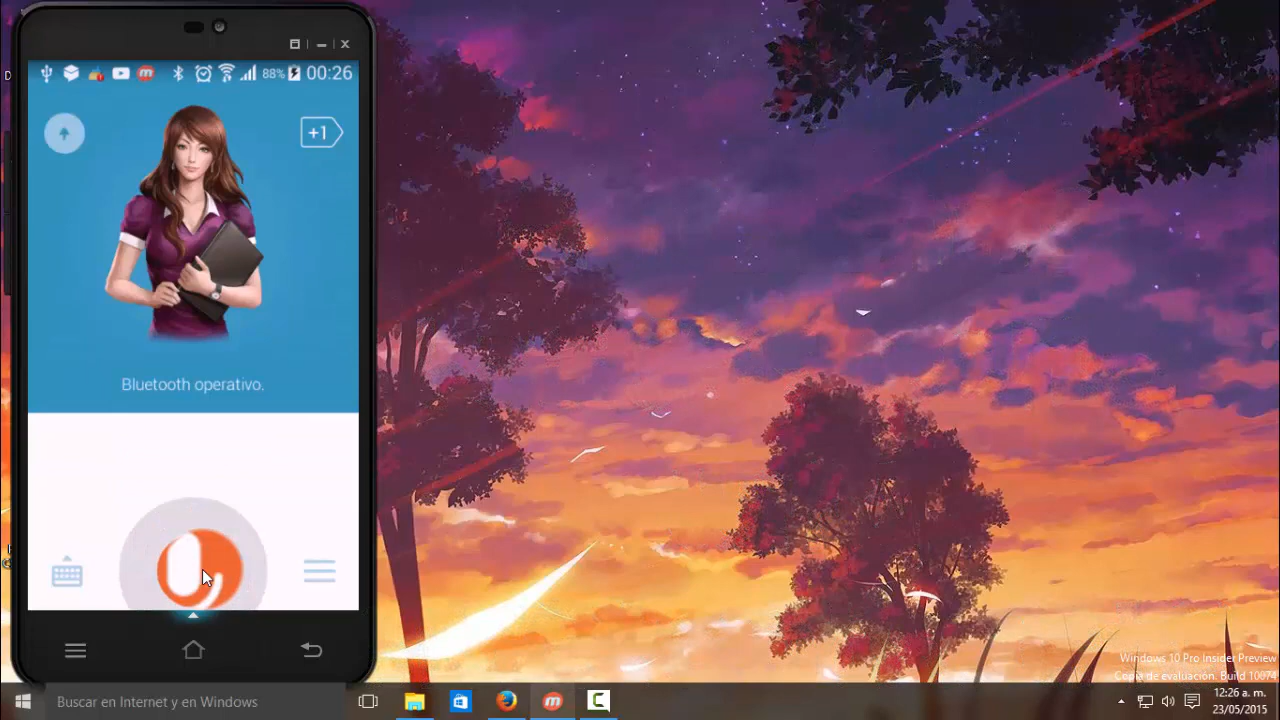 88% 00:26
+1
Bluetooth operativo.
Windows 10 Pro Insider Preview
Copia de evaluación. Build 10074
Buscar en Internet y en Windows
12:26 a. m.
23/05/2015